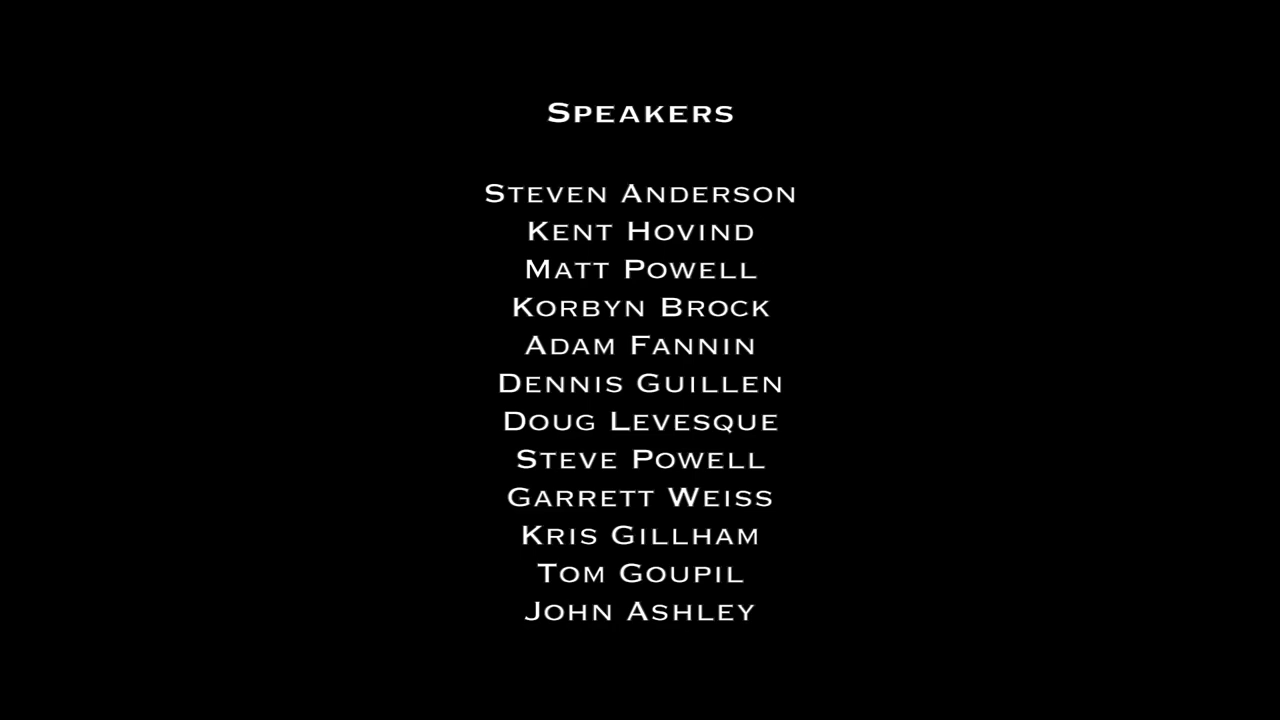 Speakers
Steven Anderson
Kent Hovind
Matt Powell
Korbyn Brock
Adam Fannin
Dennis Guillen
Doug Levesque
Steve Powell
Garrett Weiss
Kris Gillham
Tom Goupil
John Ashley